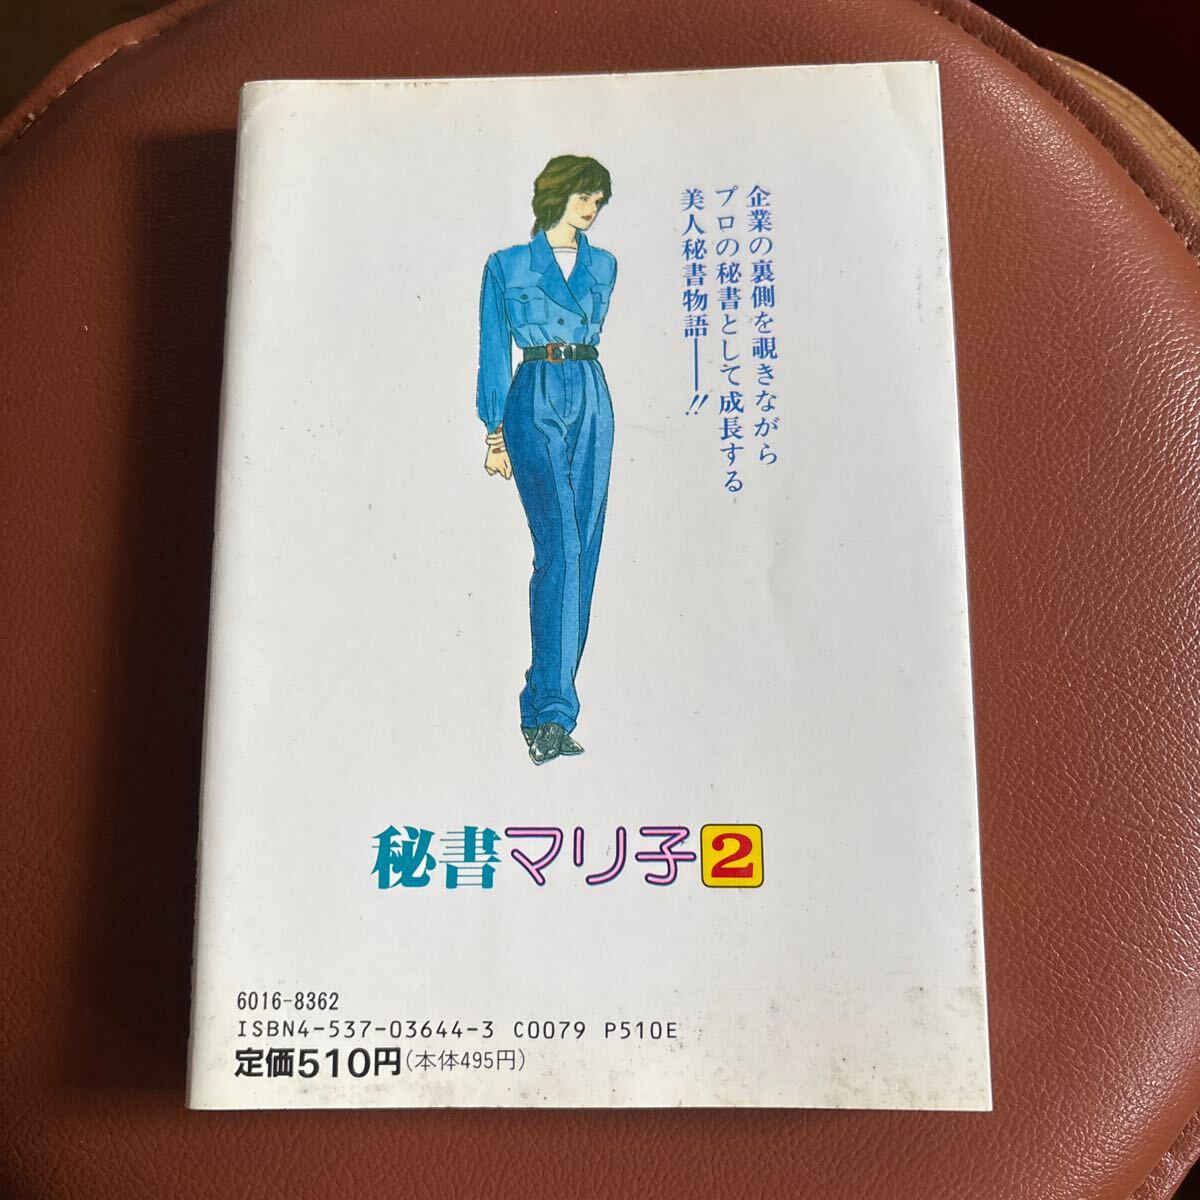 企業の裏側を覗きながら
プロの秘書として成長する
美人秘書物語――!!
秘書マリ子2
6016-8362
ISBN4-537-03644-3 C0079 P510E
定価510円(本体495円)